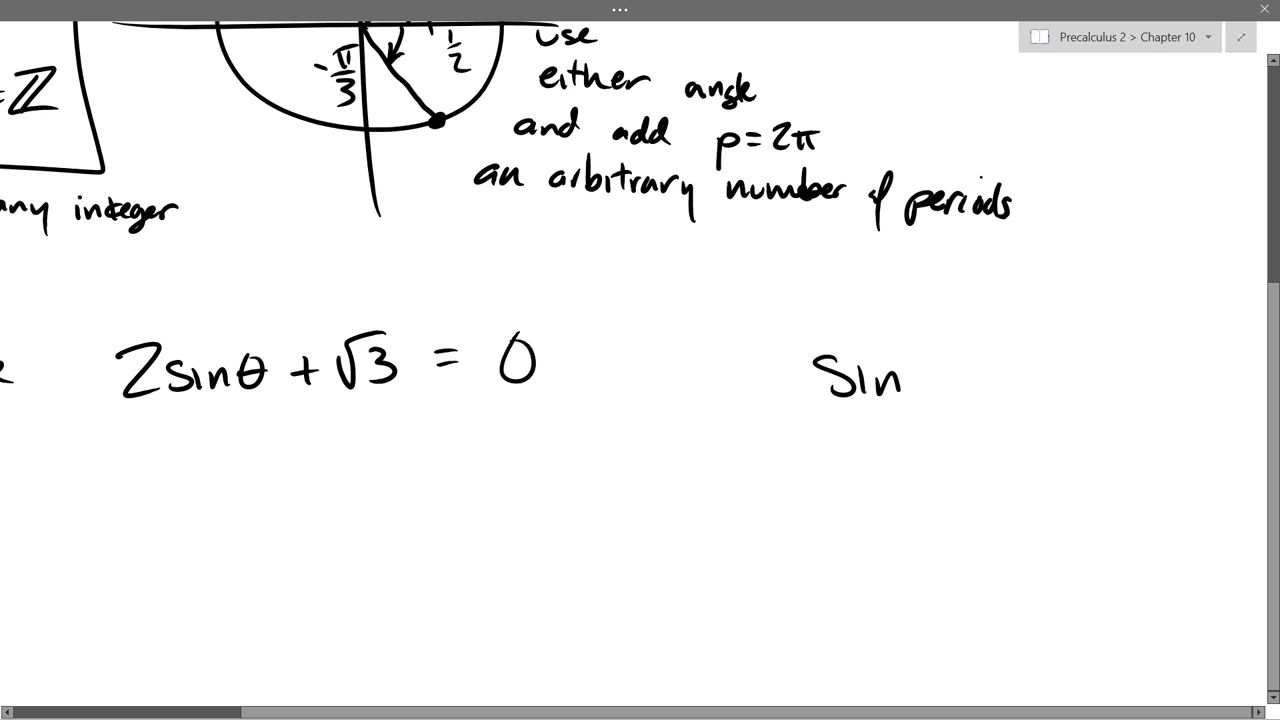 ...
Precalculus 2 > Chapter 10
use
-π/3
1/2
either angle
ℤ
and add p = 2π
an arbitrary number of periods
any integer
2sinθ + √3 = 0
sin